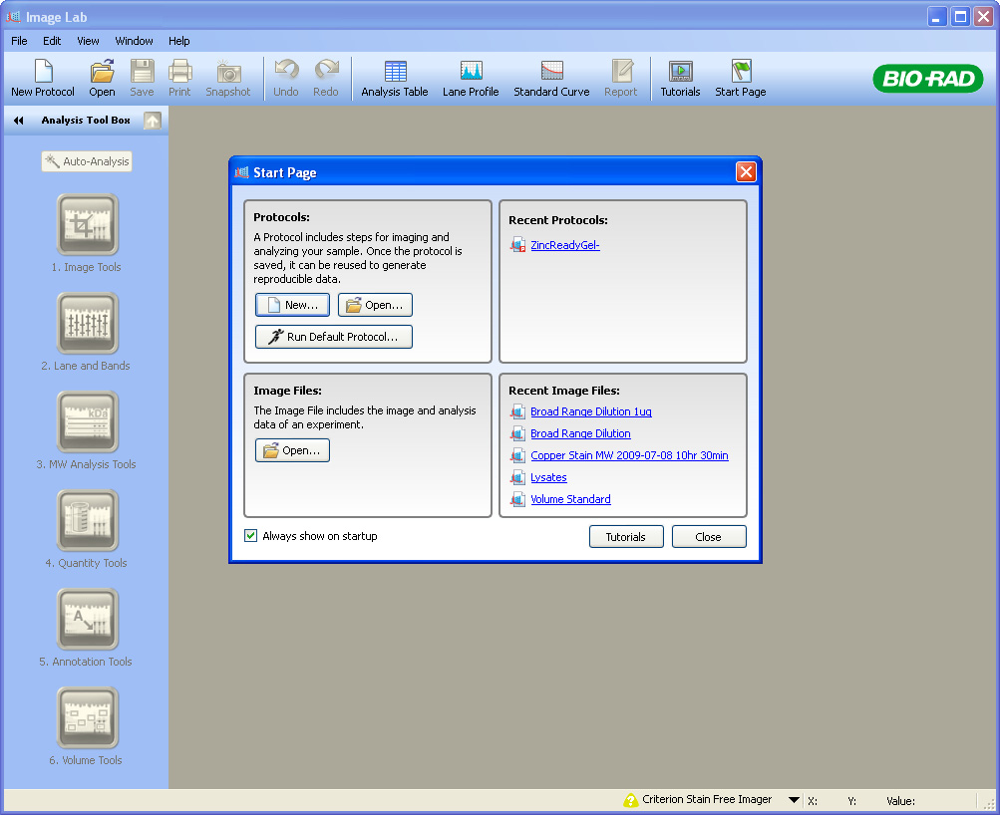 Image Lab
File Edit View Window Help
New Protocol Open Save Print Snapshot Undo Redo Analysis Table Lane Profile Standard Curve Report Tutorials Start Page
BIO-RAD
Analysis Tool Box
Auto-Analysis
1. Image Tools
2. Lane and Bands
kDa
3. MW Analysis Tools
4. Quantity Tools
A
5. Annotation Tools
6. Volume Tools
Start Page
Protocols:
A Protocol includes steps for imaging and
analyzing your sample. Once the protocol is
saved, it can be reused to generate
reproducible data.
New... Open...
Run Default Protocol...
Recent Protocols:
ZincReadyGel-
Image Files:
The Image File includes the image and analysis
data of an experiment.
Open...
Recent Image Files:
Broad Range Dilution 1ug
Broad Range Dilution
Copper Stain MW 2009-07-08 10hr 30min
Lysates
Volume Standard
Always show on startup
Tutorials Close
Criterion Stain Free Imager X: Y: Value: